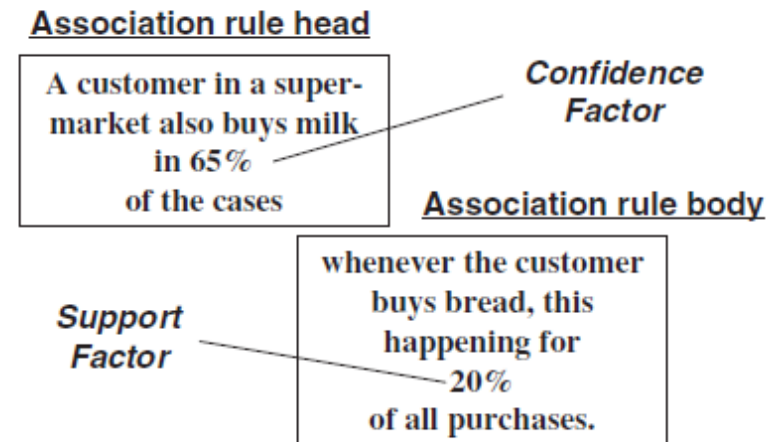 Association rule head
A customer in a super-
market also buys milk
in 65%
of the cases
Confidence
Factor
Association rule body
whenever the customer
buys bread, this
happening for
20%
of all purchases.
Support
Factor